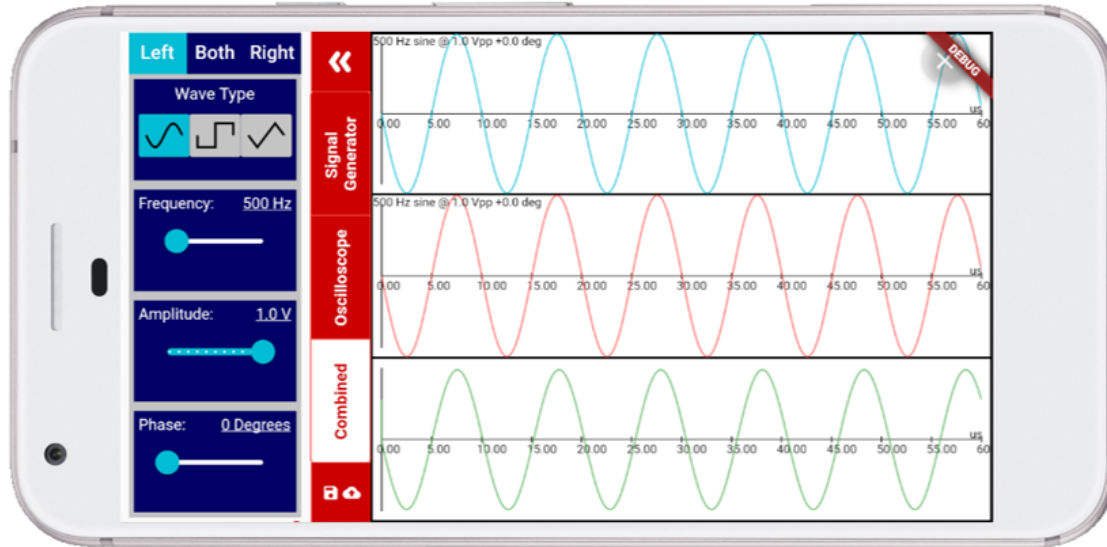 Left Both Right
Wave Type
Frequency: 500 Hz
Amplitude: 1.0 V
Phase: 0 Degrees
Signal
Generator
Oscilloscope
Combined
500 Hz sine @ 1.0 Vpp +0.0 deg
DEBUG
us
0.00 5.00 10.00 15.00 20.00 25.00 30.00 35.00 40.00 45.00 50.00 55.00 60
500 Hz sine @ 1.0 Vpp +0.0 deg
us
0.00 5.00 10.00 15.00 20.00 25.00 30.00 35.00 40.00 45.00 50.00 55.00 60
us
0.00 5.00 10.00 15.00 20.00 25.00 30.00 35.00 40.00 45.00 50.00 55.00 60